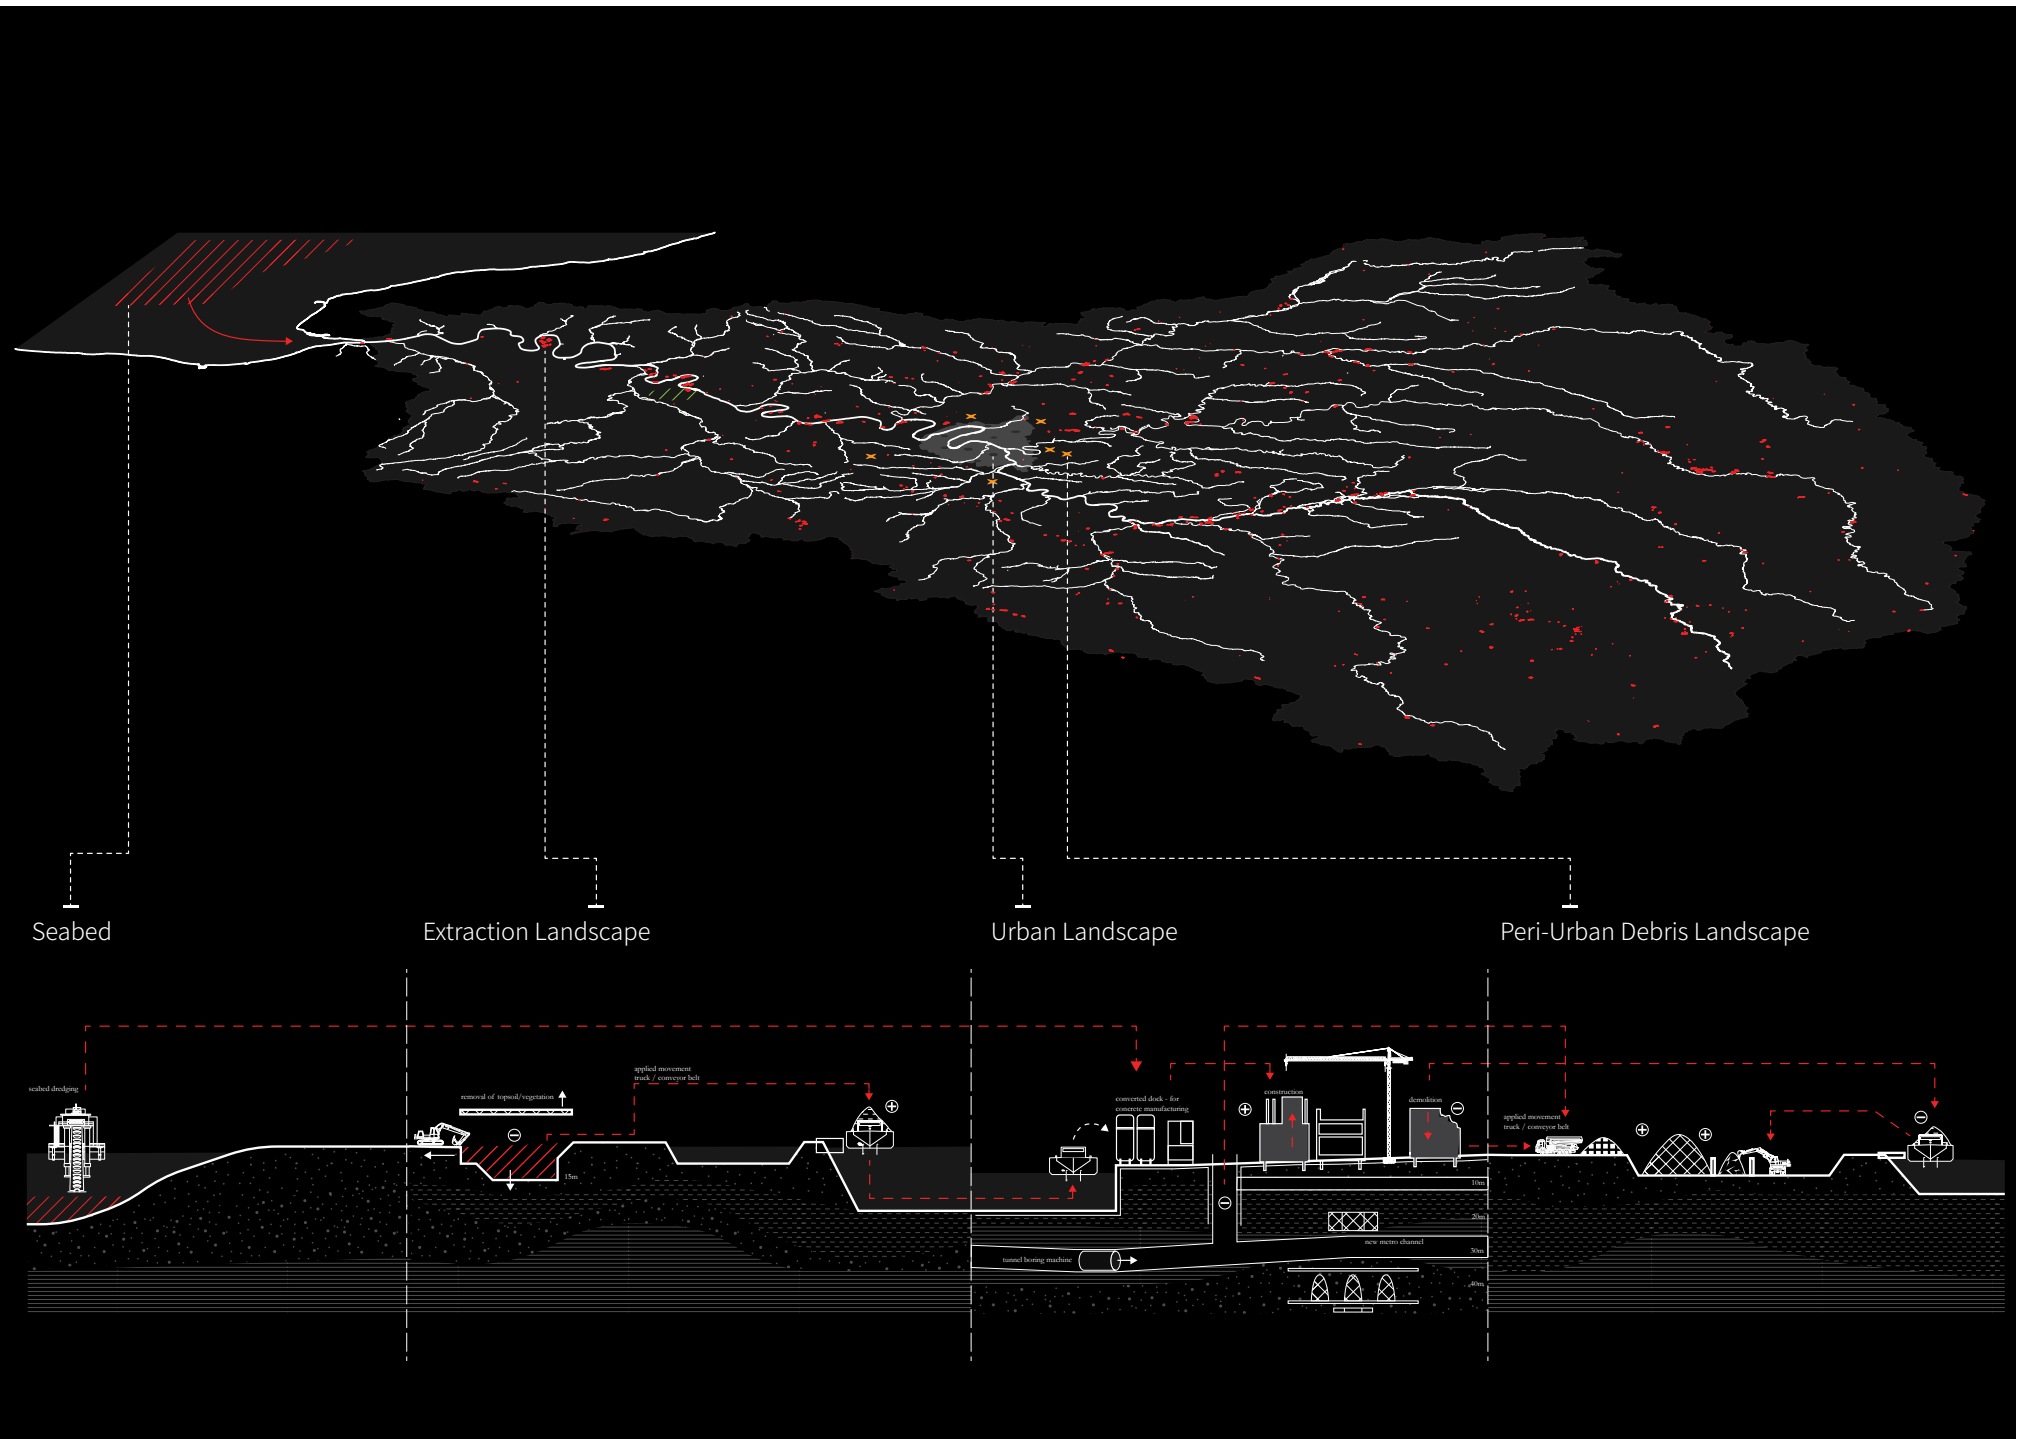 Seabed
Extraction Landscape
Urban Landscape
Peri-Urban Debris Landscape
seabed dredging
removal of topsoil/vegetation
15m
applied movement
truck / conveyor belt
converted dock - for
concrete manufacturing
construction
demolition
applied movement
truck / conveyor belt
10m
20m
new metro channel
30m
tunnel boring machine
40m